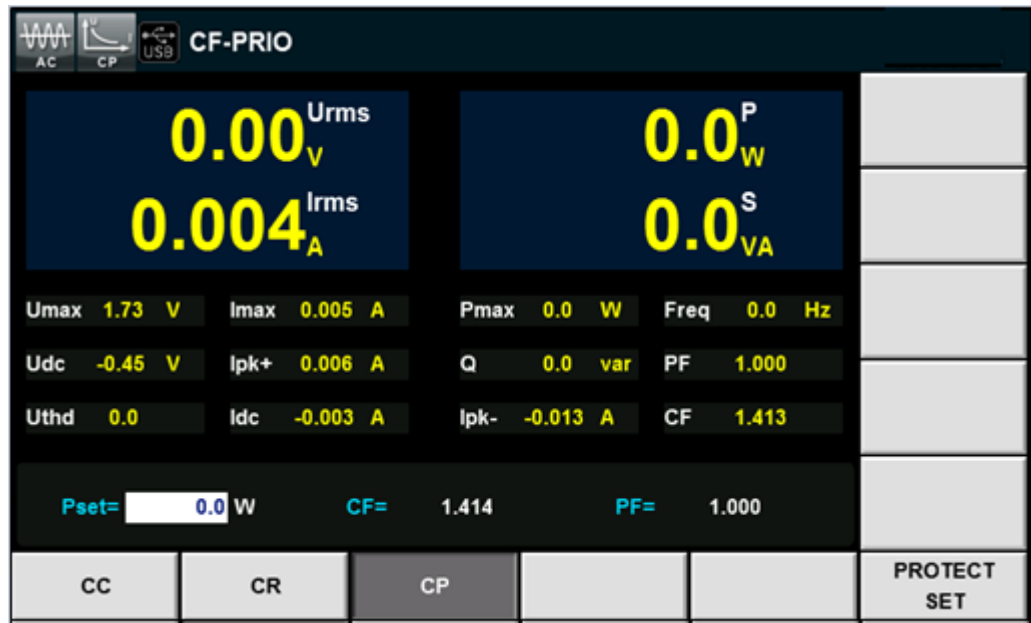 AC CP U I USB CF-PRIO
0.00 Urms V
0.0 P W
0.004 Irms A
0.0 S VA
Umax 1.73 V Imax 0.005 A Pmax 0.0 W Freq 0.0 Hz
Udc -0.45 V Ipk+ 0.006 A Q 0.0 var PF 1.000
Uthd 0.0 Idc -0.003 A Ipk- -0.013 A CF 1.413
Pset= 0.0 W CF= 1.414 PF= 1.000
CC CR CP PROTECT SET